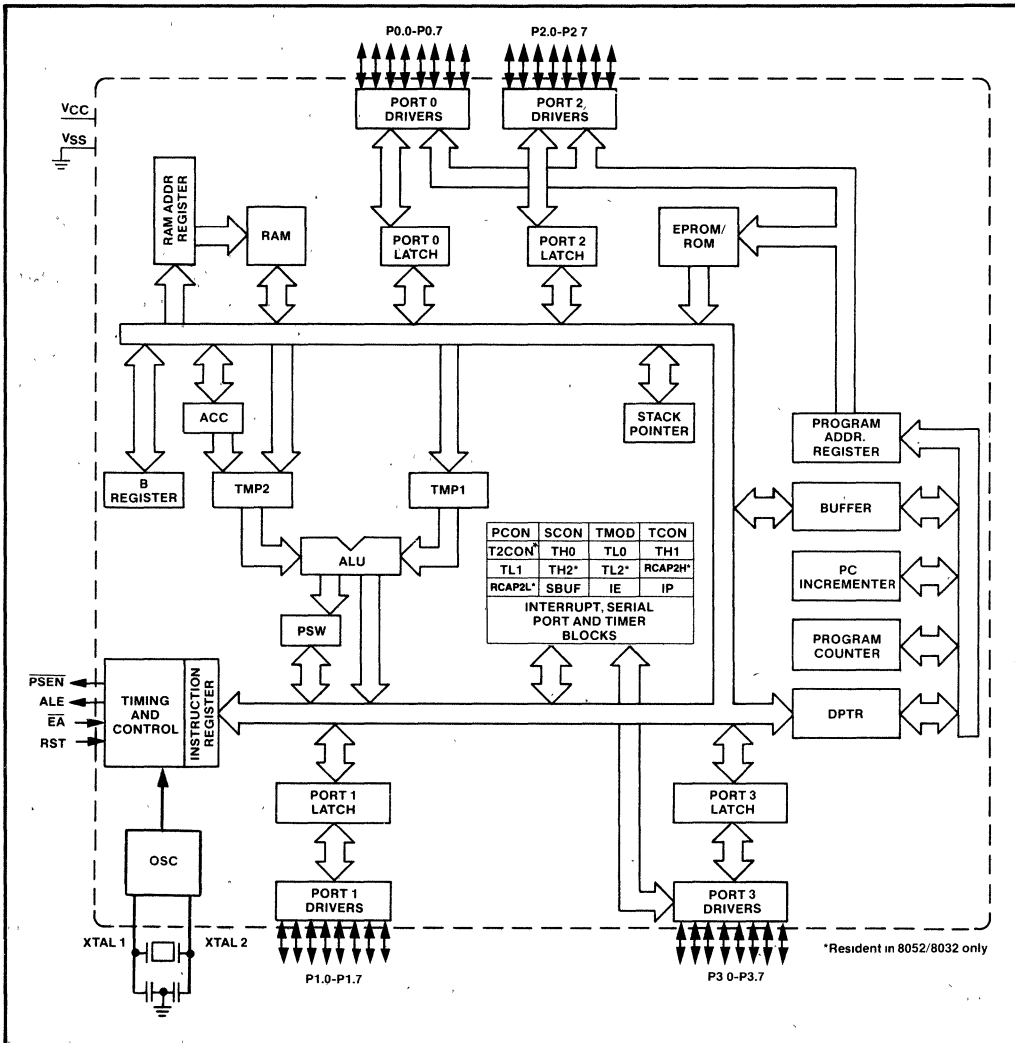 P0.0-P0.7
P2.0-P2 7
PORT 0
DRIVERS
PORT 2
DRIVERS
VCC
VSS
RAM ADDR
REGISTER
RAM
PORT 0
LATCH
PORT 2
LATCH
EPROM/
ROM
ACC
STACK
POINTER
PROGRAM
ADDR.
REGISTER
B
REGISTER
TMP2
TMP1
BUFFER
ALU
PCON SCON TMOD TCON
T2CON* TH0 TL0 TH1
TL1 TH2* TL2* RCAP2H*
RCAP2L* SBUF IE IP
INTERRUPT, SERIAL
PORT AND TIMER
BLOCKS
PC
INCREMENTER
PSW
PROGRAM
COUNTER
PSEN
ALE
EA
RST
TIMING
AND
CONTROL
INSTRUCTION
REGISTER
DPTR
PORT 1
LATCH
PORT 3
LATCH
OSC
PORT 1
DRIVERS
PORT 3
DRIVERS
XTAL 1
XTAL 2
*Resident in 8052/8032 only
P1.0-P1.7
P3 0-P3.7